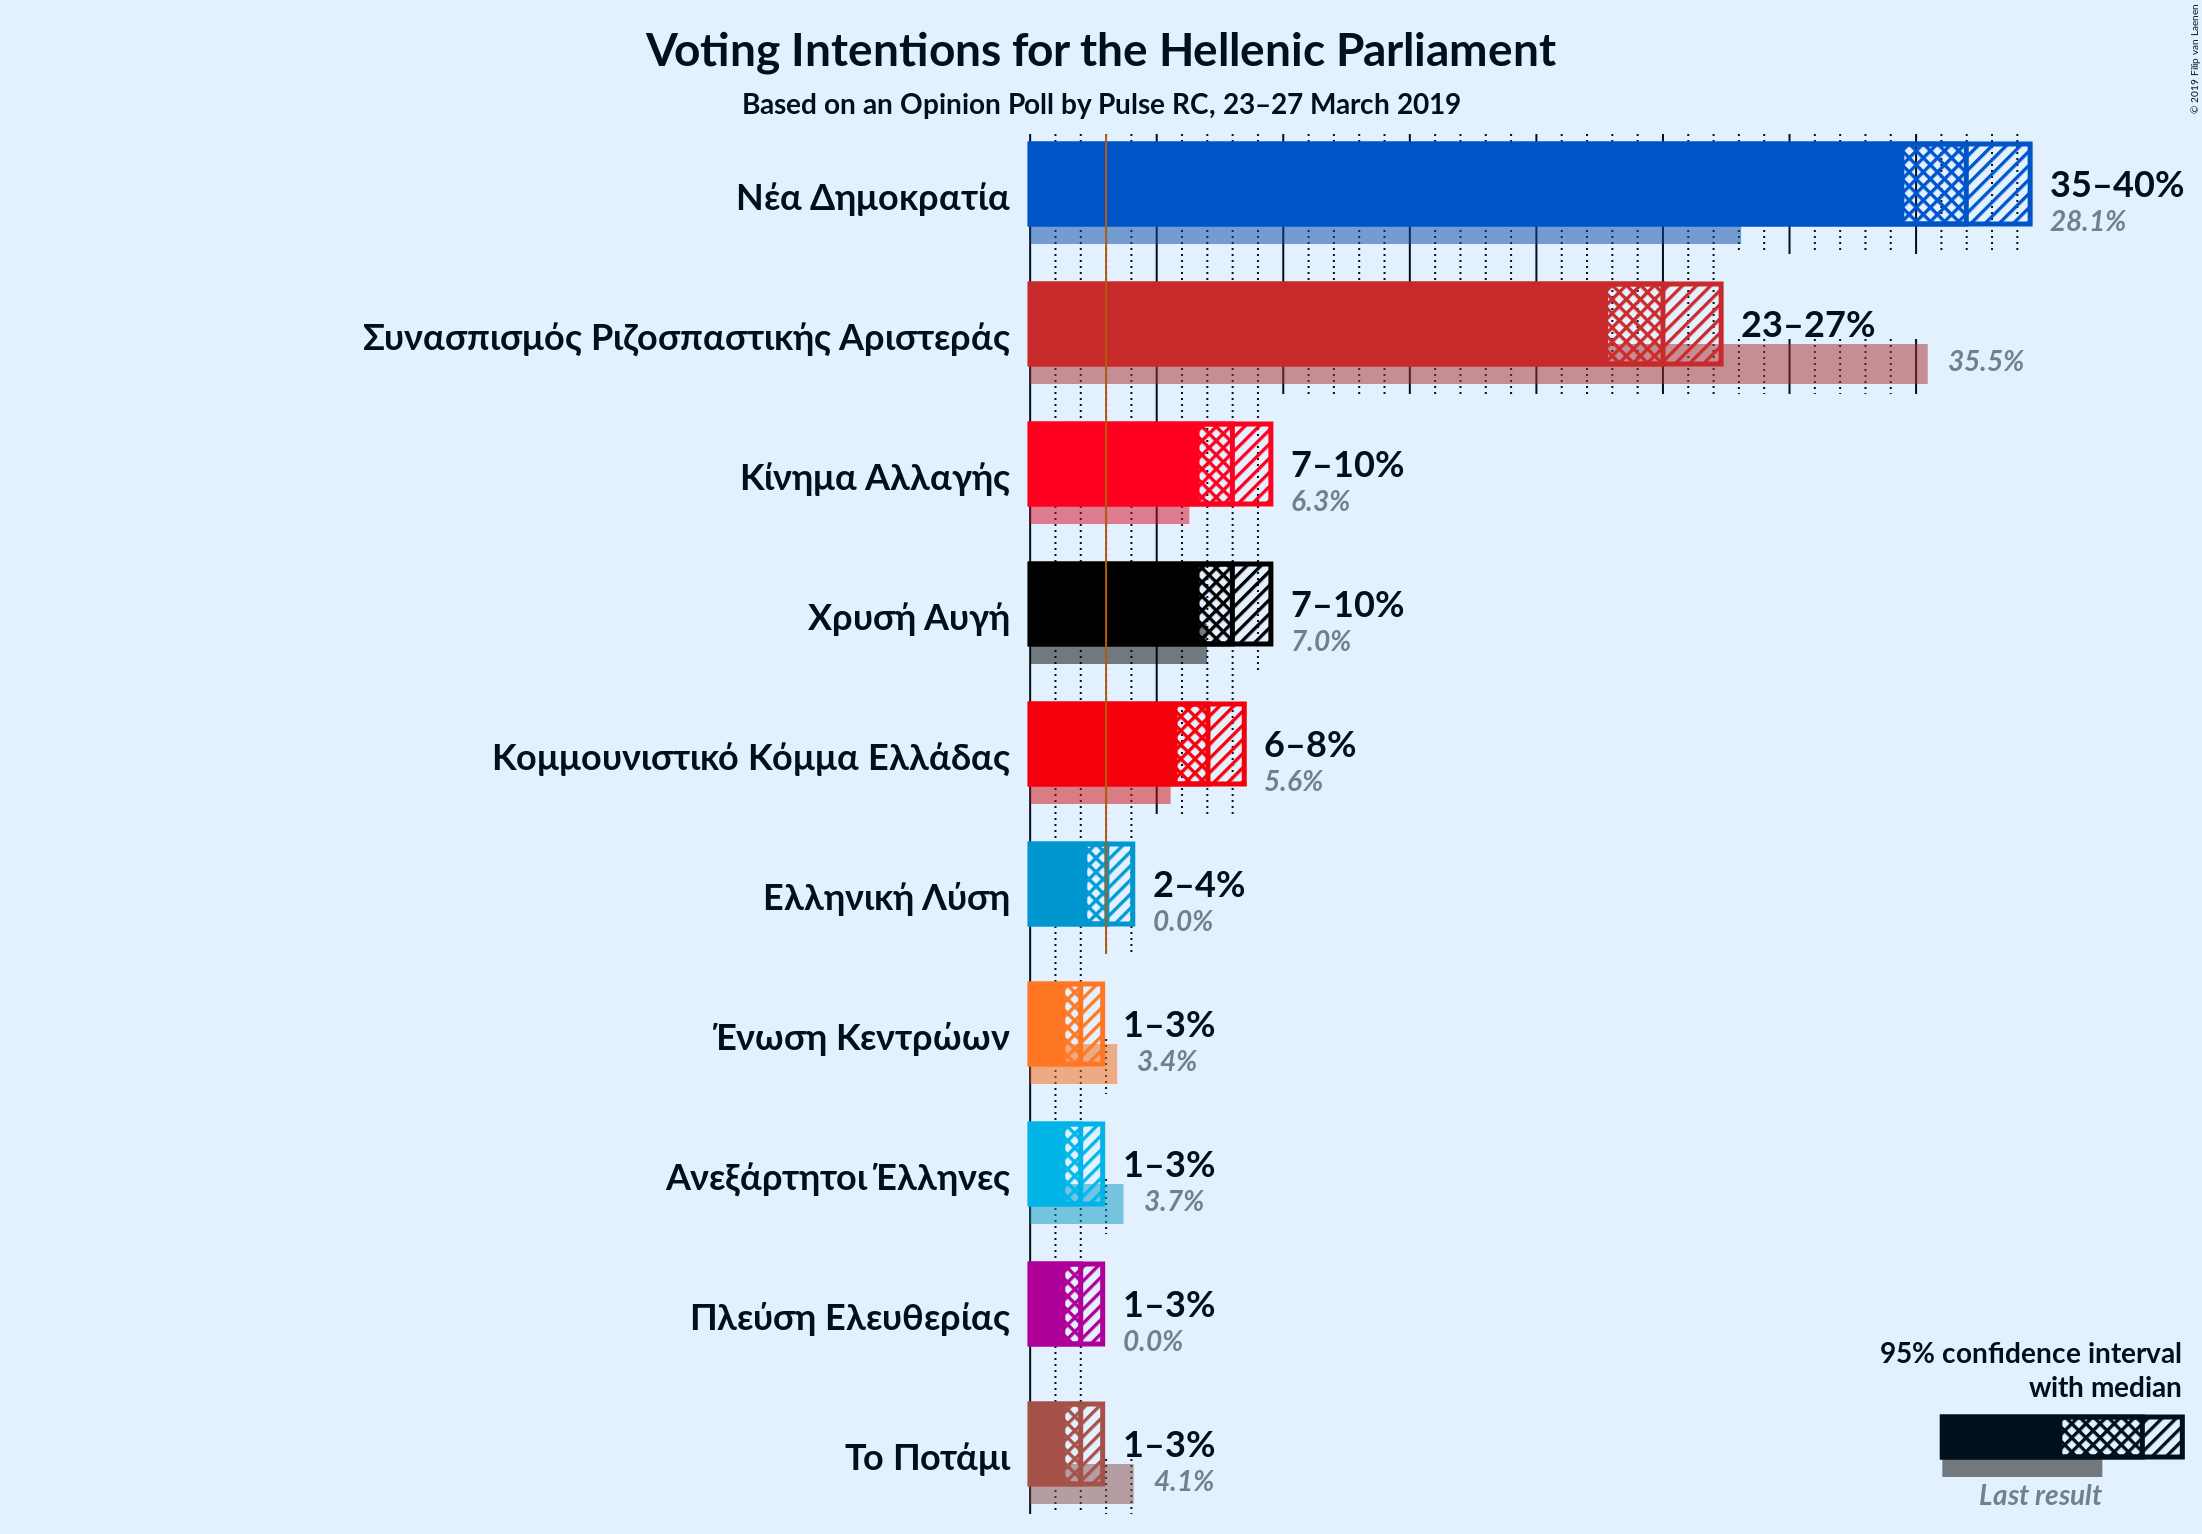 Voting Intentions for the Hellenic Parliament
Based on an Opinion Poll by Pulse RC, 23–27 March 2019
© 2019 Filip van Laenen
Νέα Δημοκρατία
35–40%
28.1%
Συνασπισμός Ριζοσπαστικής Αριστεράς
23–27%
35.5%
Κίνημα Αλλαγής
7–10%
6.3%
Χρυσή Αυγή
7–10%
7.0%
Κομμουνιστικό Κόμμα Ελλάδας
6–8%
5.6%
Ελληνική Λύση
2–4%
0.0%
Ένωση Κεντρώων
1–3%
3.4%
Ανεξάρτητοι Έλληνες
1–3%
3.7%
Πλεύση Ελευθερίας
1–3%
0.0%
Το Ποτάμι
1–3%
4.1%
95% confidence interval
with median
Last result